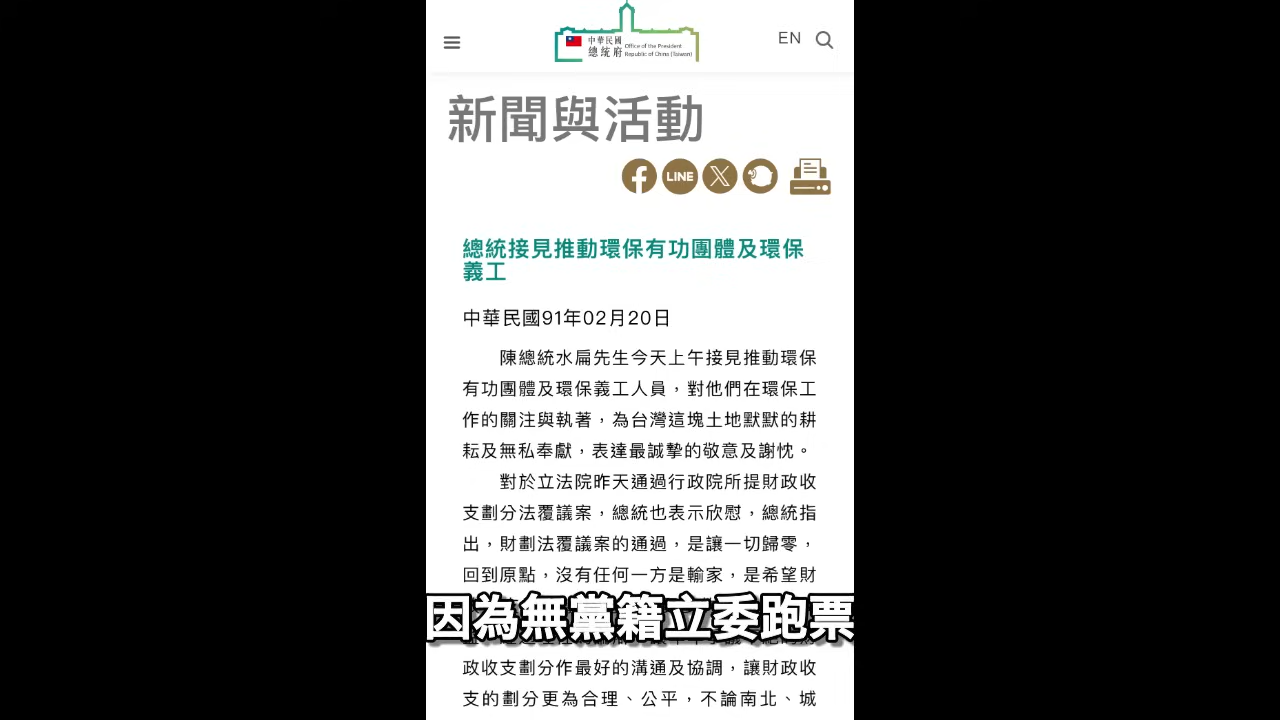 EN
中華民國
總統府
Office of the President
Republic of China (Taiwan)
新聞與活動
LINE
總統接見推動環保有功團體及環保
義工
中華民國91年02月20日
陳總統水扁先生今天上午接見推動環保
有功團體及環保義工人員，對他們在環保工
作的關注與執著，為台灣這塊土地默默的耕
耘及無私奉獻，表達最誠摯的敬意及謝忱。
對於立法院昨天通過行政院所提財政收
支劃分法覆議案，總統也表示欣慰，總統指
出，財劃法覆議案的通過，是讓一切歸零，
回到原點，沒有任何一方是輸家，是希望財
因為無黨籍立委跑票
政收支劃分作最好的溝通及協調，讓財政收
支的劃分更為合理、公平，不論南北、城